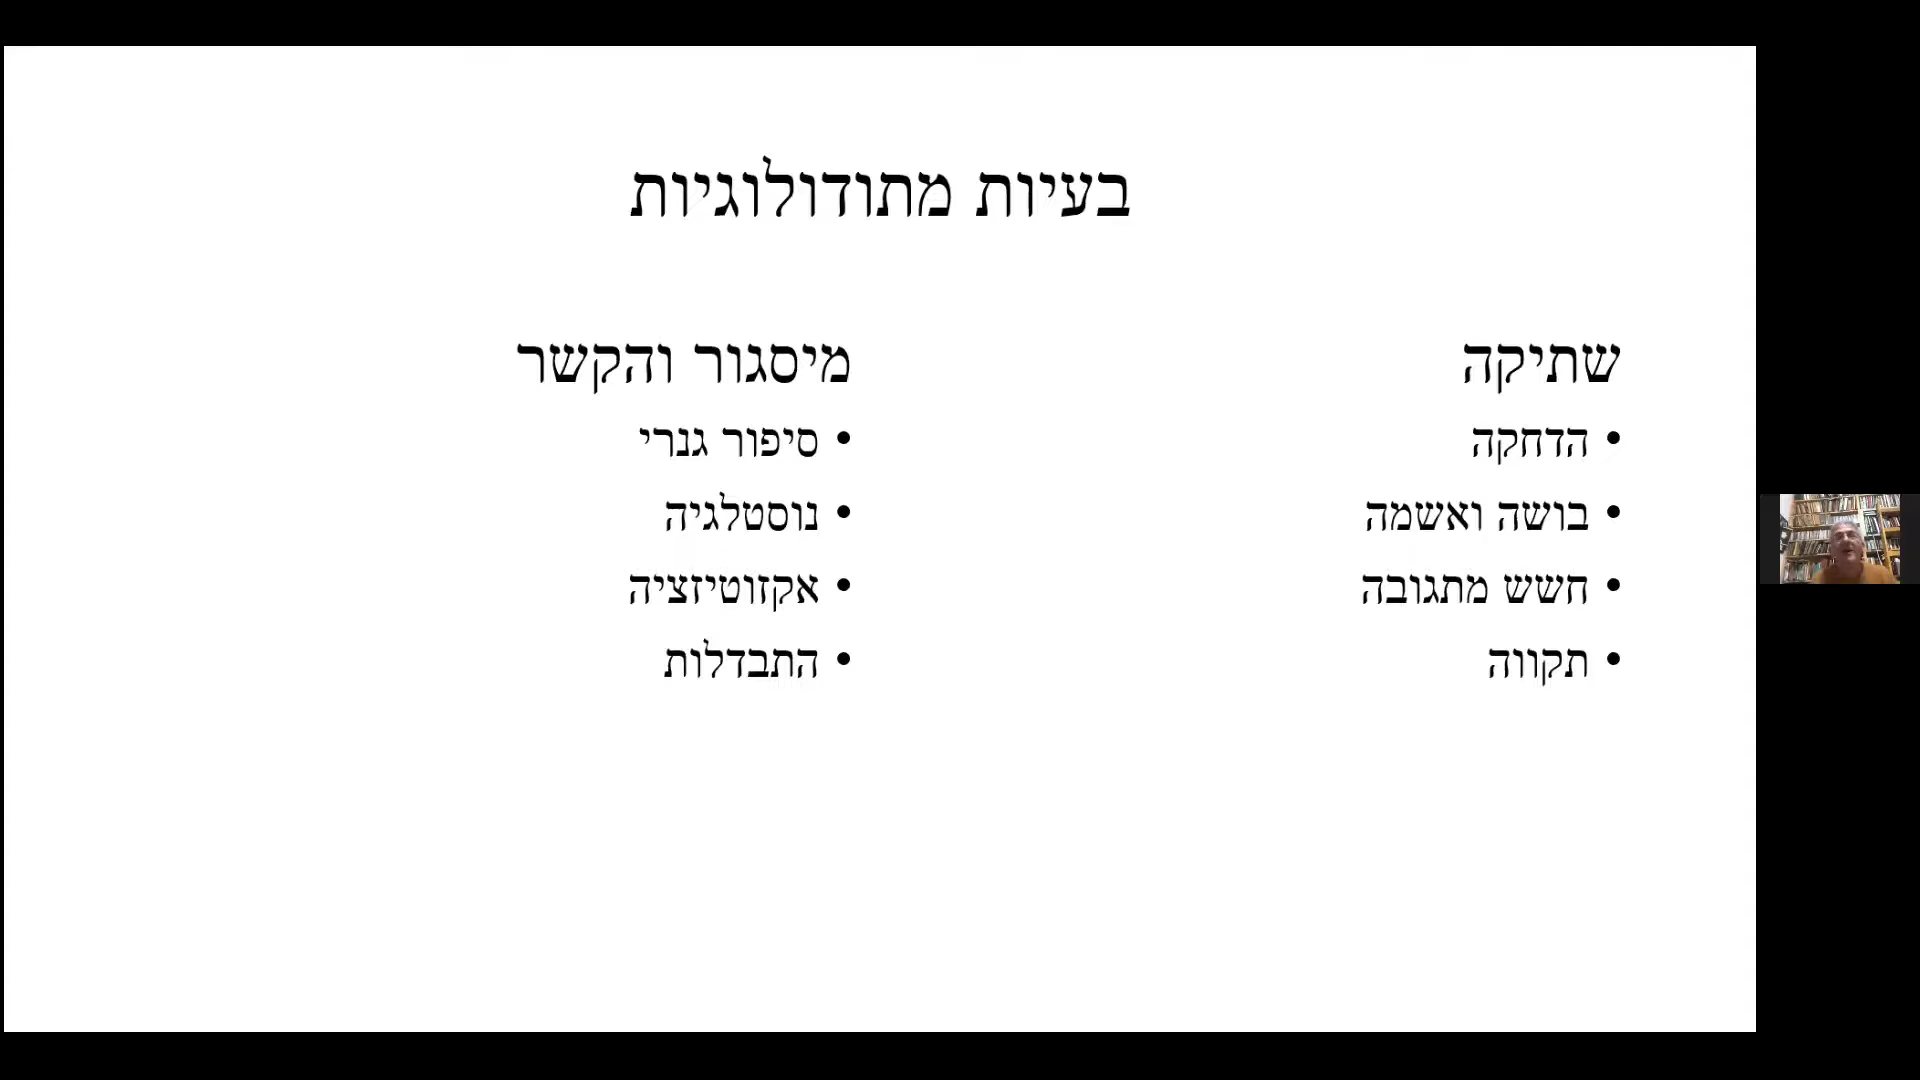 בעיות מתודולוגיות
שתיקה
• הדחקה
• בושה ואשמה
• חשש מתגובה
• תקווה
מיסגור והקשר
• סיפור גנרי
• נוסטלגיה
• אקזוטיזציה
• התבדלות